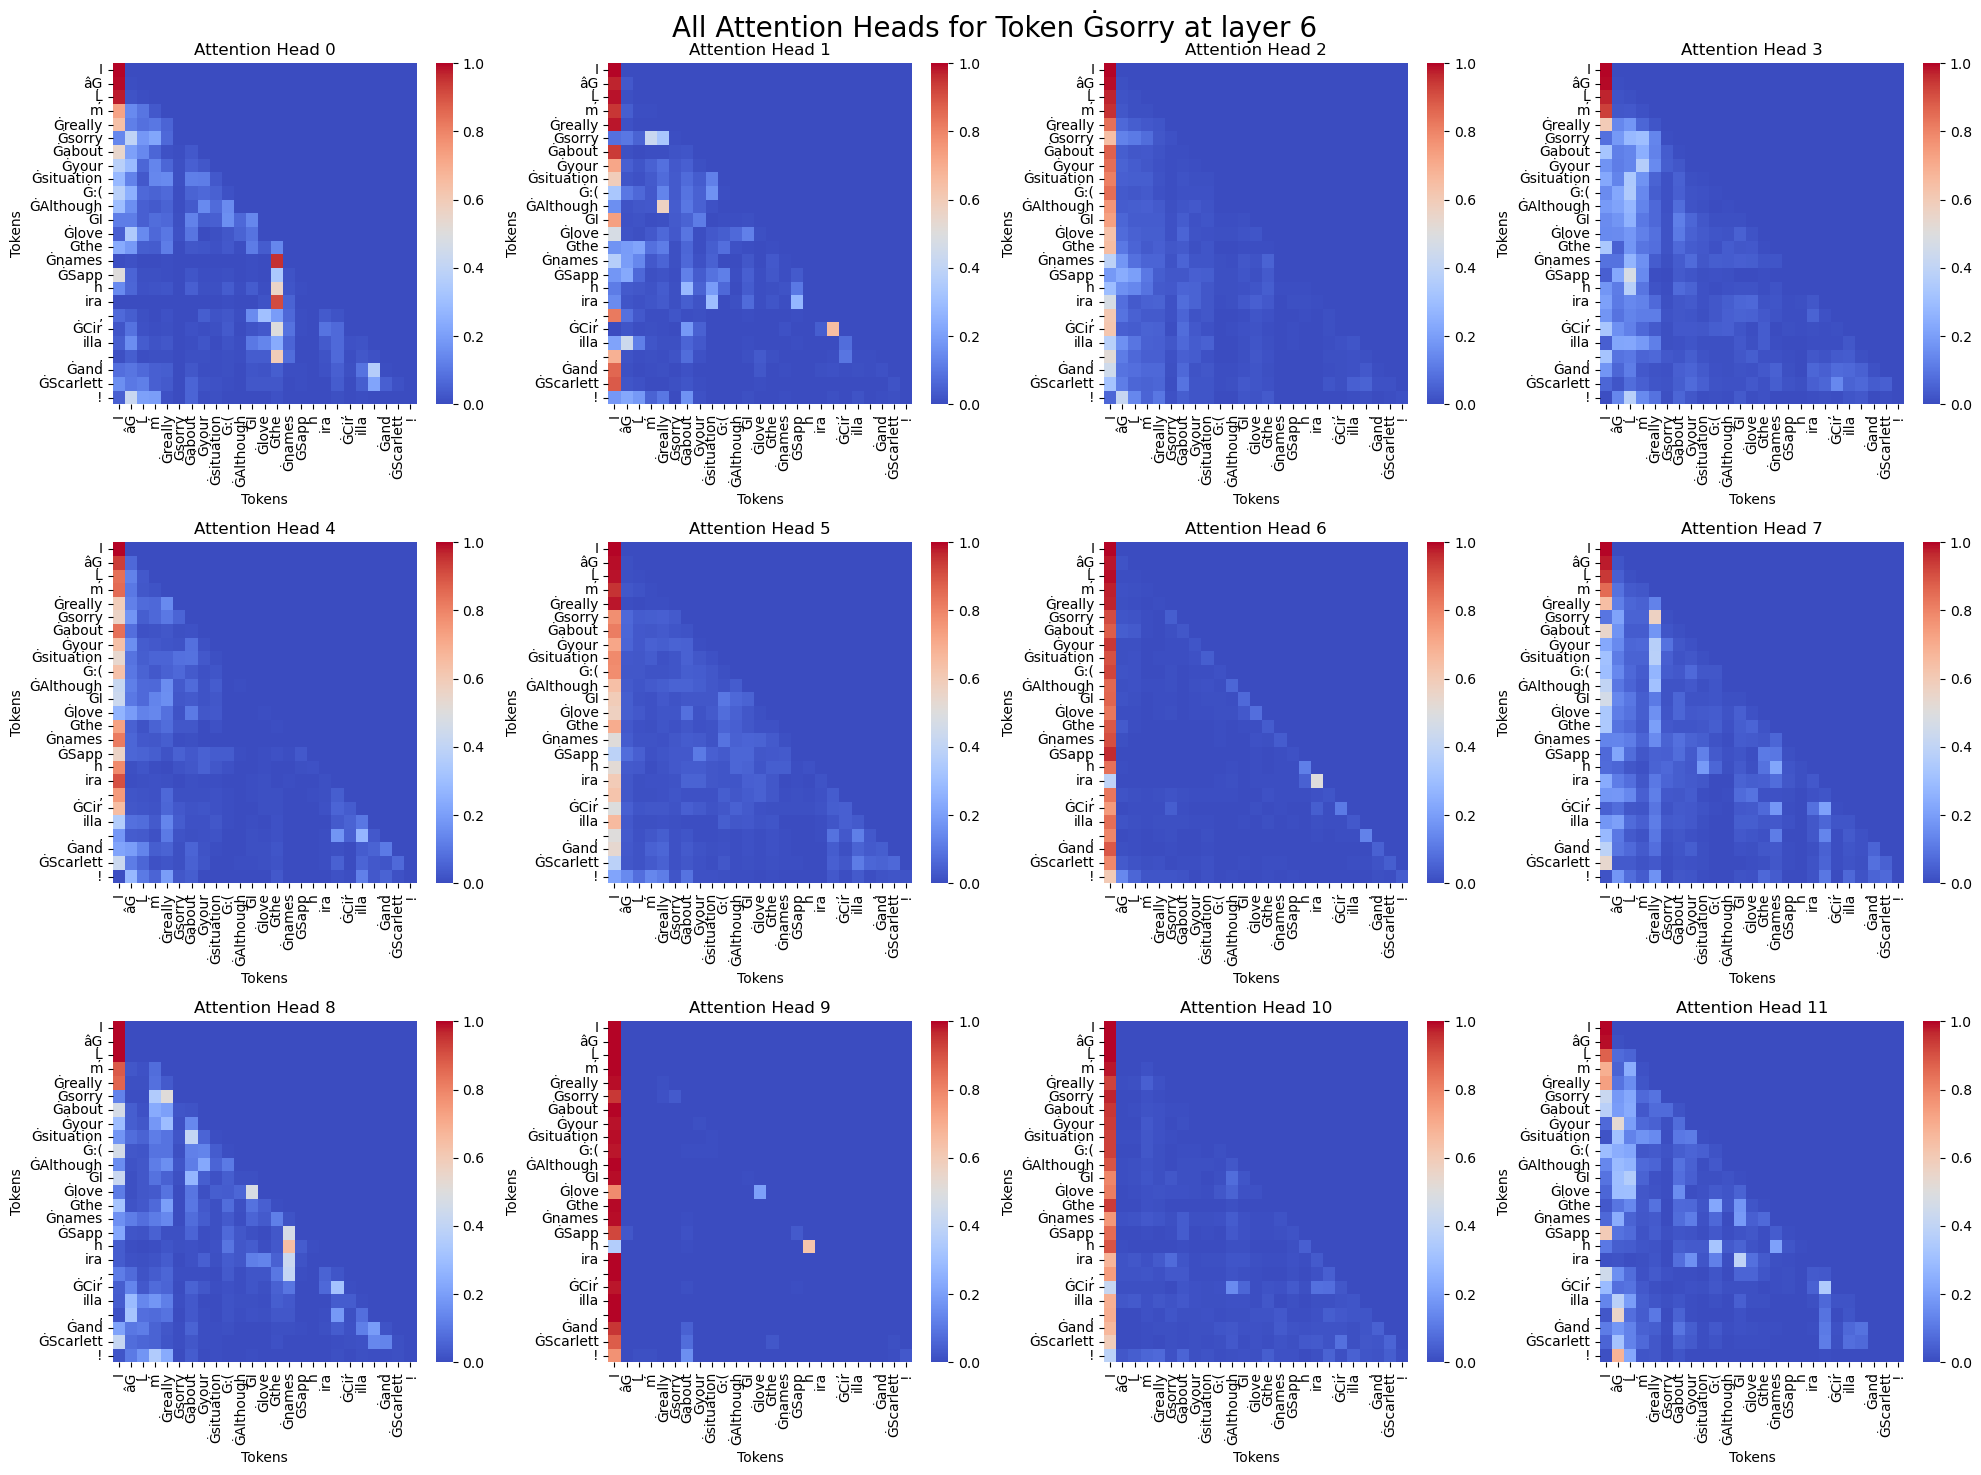 All Attention Heads for Token Ġsorry at layer 6
Attention Head 0
Attention Head 1
Attention Head 2
Attention Head 3
Attention Head 4
Attention Head 5
Attention Head 6
Attention Head 7
Attention Head 8
Attention Head 9
Attention Head 10
Attention Head 11
Tokens
I
âĢ
Ļ
m
Ġreally
Ġsorry
Ġabout
Ġyour
Ġsituation
Ġ:(
ĠAlthough
ĠI
Ġlove
Ġthe
Ġnames
ĠSapp
h
ira
,
ĠCir
illa
,
Ġand
ĠScarlett
!
Tokens
1.0
0.8
0.6
0.4
0.2
0.0